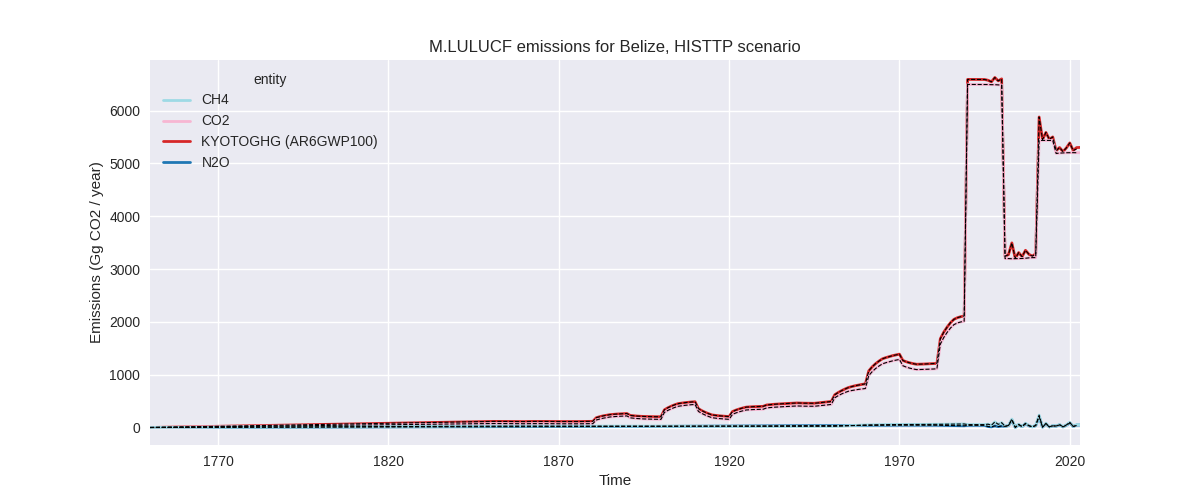 M.LULUCF emissions for Belize, HISTTP scenario
entity
CH4
CO2
KYOTOGHG (AR6GWP100)
N2O
Emissions (Gg CO2 / year)
6000
5000
4000
3000
2000
1000
0
1770 1820 1870 1920 1970 2020
Time